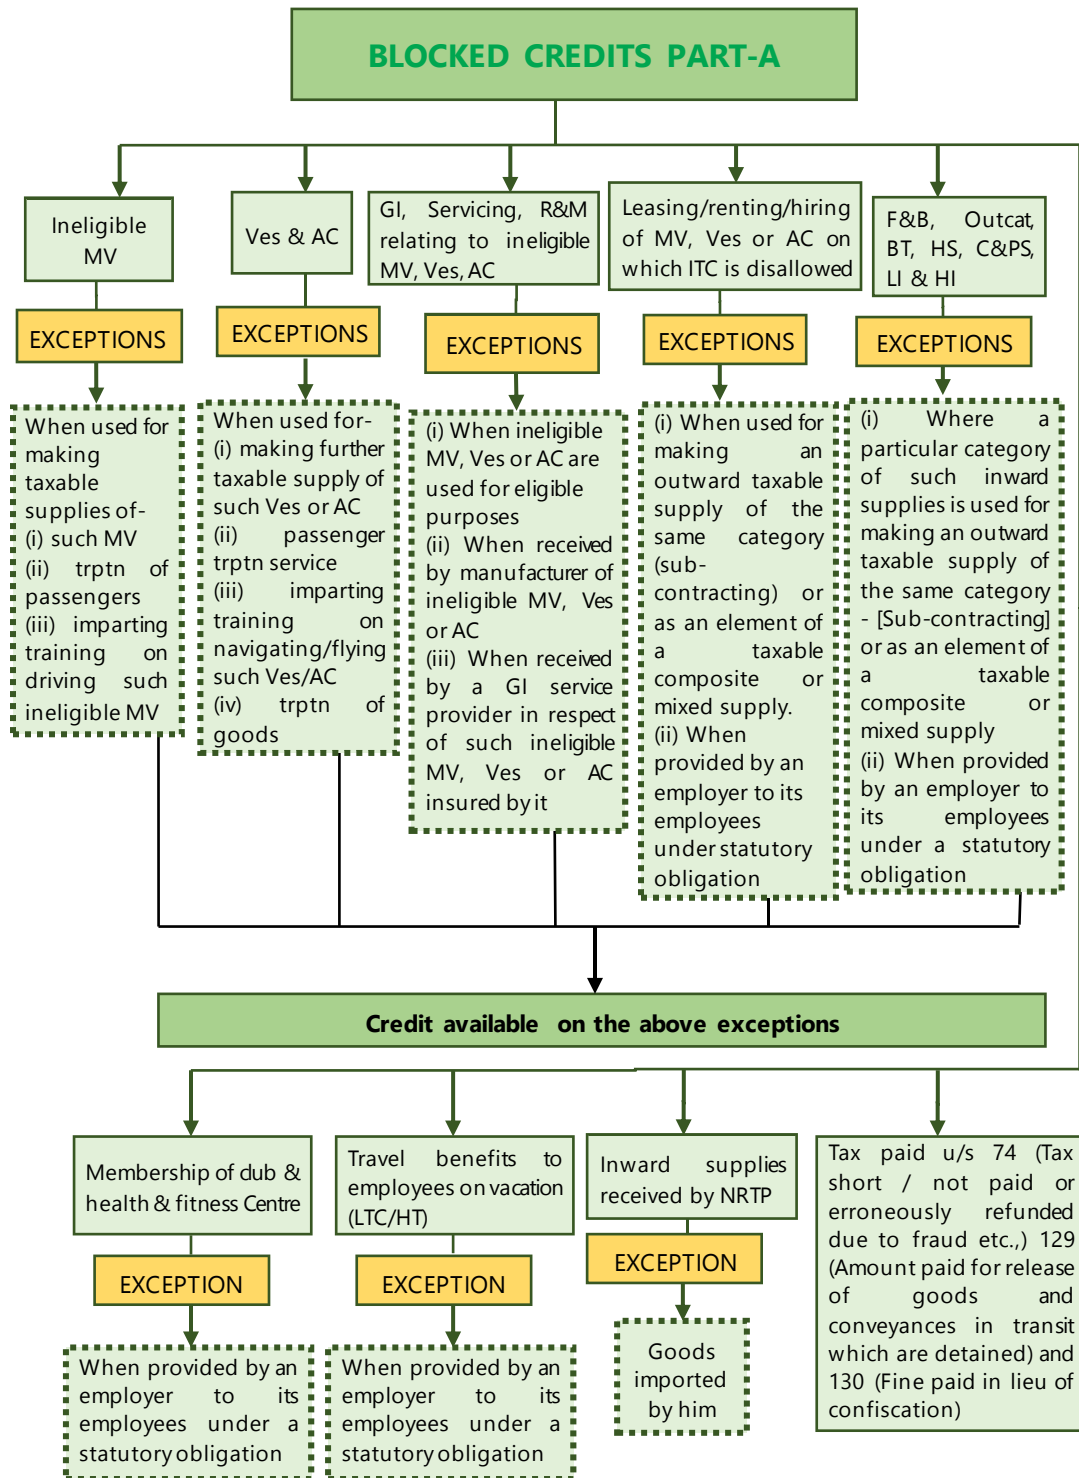 BLOCKED CREDITS PART-A
Ineligible
MV
EXCEPTIONS
When used for
making
taxable
supplies of-
(i) such MV
(ii) trptn of
passengers
(iii) imparting
training on
driving such
ineligible MV
Ves & AC
EXCEPTIONS
When used for-
(i) making further
taxable supply of
such Ves or AC
(ii) passenger
trptn service
(iii) imparting
training on
navigating/flying
such Ves/AC
(iv) trptn of
goods
GI, Servicing, R&M
relating to ineligible
MV, Ves, AC
EXCEPTIONS
(i) When ineligible
MV, Ves or AC are
used for eligible
purposes
(ii) When received
by manufacturer of
ineligible MV, Ves
or AC
(iii) When received
by a GI service
provider in respect
of such ineligible
MV, Ves or AC
insured by it
Leasing/renting/hiring
of MV, Ves or AC on
which ITC is disallowed
EXCEPTIONS
(i) When used for
making an
outward taxable
supply of the
same category
(sub-
contracting) or
as an element of
a taxable
composite or
mixed supply.
(ii) When
provided by an
employer to its
employees
under statutory
obligation
F&B, Outcat,
BT, HS, C&PS,
LI & HI
EXCEPTIONS
(i) Where a
particular category
of such inward
supplies is used for
making an outward
taxable supply of
the same category
- [Sub-contracting]
or as an element of
a taxable
composite or
mixed supply
(ii) When provided
by an employer to
its employees
under a statutory
obligation
Credit available on the above exceptions
Membership of club &
health & fitness Centre
EXCEPTION
When provided by an
employer to its
employees under a
statutory obligation
Travel benefits to
employees on vacation
(LTC/HT)
EXCEPTION
When provided by an
employer to its
employees under a
statutory obligation
Inward supplies
received by NRTP
EXCEPTION
Goods
imported
by him
Tax paid u/s 74 (Tax
short / not paid or
erroneously refunded
due to fraud etc.,) 129
(Amount paid for release
of goods and
conveyances in transit
which are detained) and
130 (Fine paid in lieu of
confiscation)